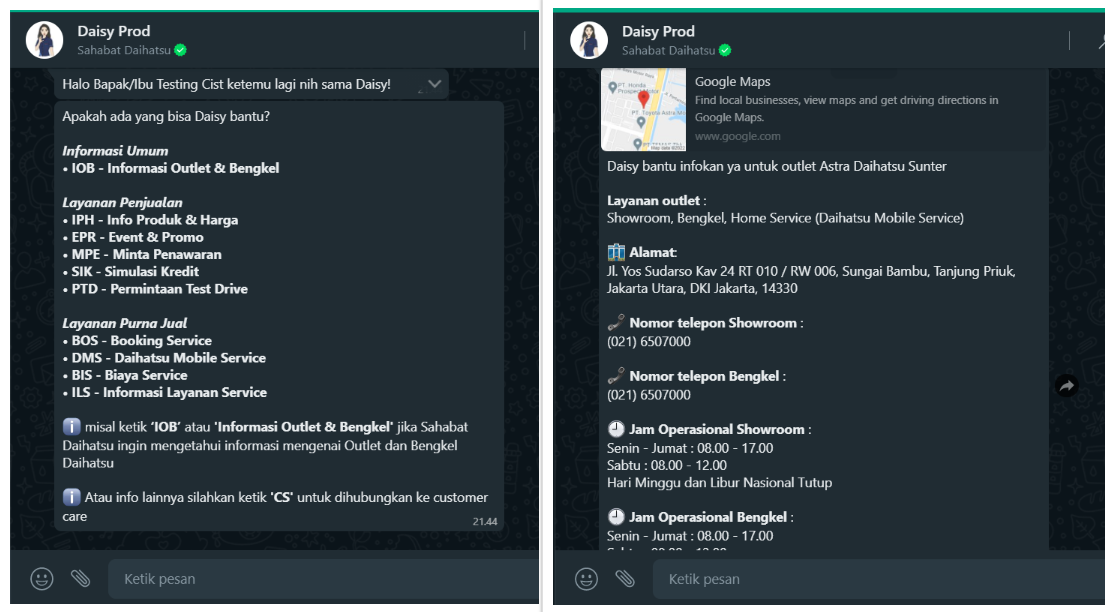 Daisy Prod
Sahabat Daihatsu
Halo Bapak/Ibu Testing Cist ketemu lagi nih sama Daisy!
Apakah ada yang bisa Daisy bantu?
Informasi Umum
• IOB - Informasi Outlet & Bengkel
Layanan Penjualan
• IPH - Info Produk & Harga
• EPR - Event & Promo
• MPE - Minta Penawaran
• SIK - Simulasi Kredit
• PTD - Permintaan Test Drive
Layanan Purna Jual
• BOS - Booking Service
• DMS - Daihatsu Mobile Service
• BIS - Biaya Service
• ILS - Informasi Layanan Service
ℹ️ misal ketik 'IOB' atau 'Informasi Outlet & Bengkel' jika Sahabat
Daihatsu ingin mengetahui informasi mengenai Outlet dan Bengkel
Daihatsu
ℹ️ Atau info lainnya silahkan ketik 'CS' untuk dihubungkan ke customer
care
21.44
Ketik pesan
Daisy Prod
Sahabat Daihatsu
PT. Honda
Prospect Motor
PT. Toyota Astra
Google Maps
Find local businesses, view maps and get driving directions in
Google Maps.
www.google.com
Daisy bantu infokan ya untuk outlet Astra Daihatsu Sunter
Layanan outlet :
Showroom, Bengkel, Home Service (Daihatsu Mobile Service)
Alamat:
Jl. Yos Sudarso Kav 24 RT 010 / RW 006, Sungai Bambu, Tanjung Priuk,
Jakarta Utara, DKI Jakarta, 14330
Nomor telepon Showroom :
(021) 6507000
Nomor telepon Bengkel :
(021) 6507000
Jam Operasional Showroom :
Senin - Jumat : 08.00 - 17.00
Sabtu : 08.00 - 12.00
Hari Minggu dan Libur Nasional Tutup
Jam Operasional Bengkel :
Senin - Jumat : 08.00 - 17.00
Ketik pesan